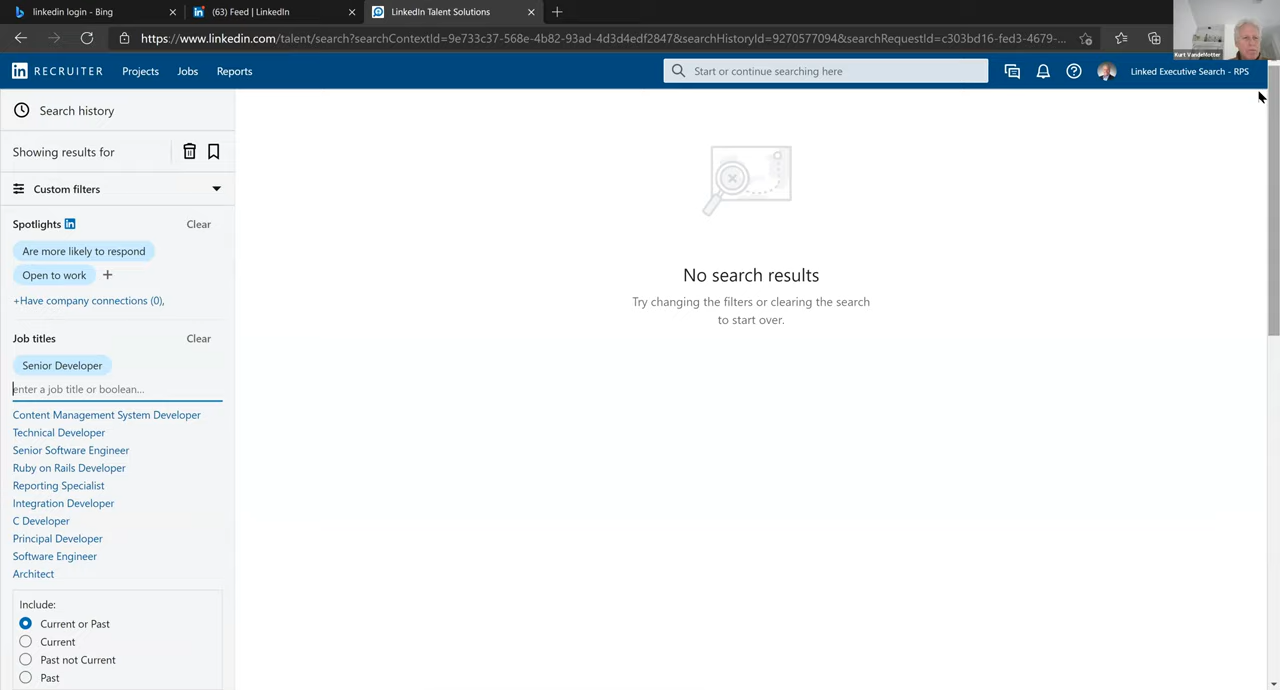 linkedin login - Bing
(63) Feed | LinkedIn
LinkedIn Talent Solutions
https://www.linkedin.com/talent/search?searchContextId=9e733c37-568e-4b82-93ad-4d3d4edf2847&searchHistoryId=9270577094&searchRequestId=c303bd16-fed3-4679-...
Kurt VandeMotter
in RECRUITER
Projects
Jobs
Reports
Start or continue searching here
Linked Executive Search - RPS
Search history
Showing results for
Custom filters
Spotlights in
Clear
Are more likely to respond
Open to work
+Have company connections (0),
Job titles
Clear
Senior Developer
enter a job title or boolean...
Content Management System Developer
Technical Developer
Senior Software Engineer
Ruby on Rails Developer
Reporting Specialist
Integration Developer
C Developer
Principal Developer
Software Engineer
Architect
Include:
Current or Past
Current
Past not Current
Past
No search results
Try changing the filters or clearing the search
to start over.